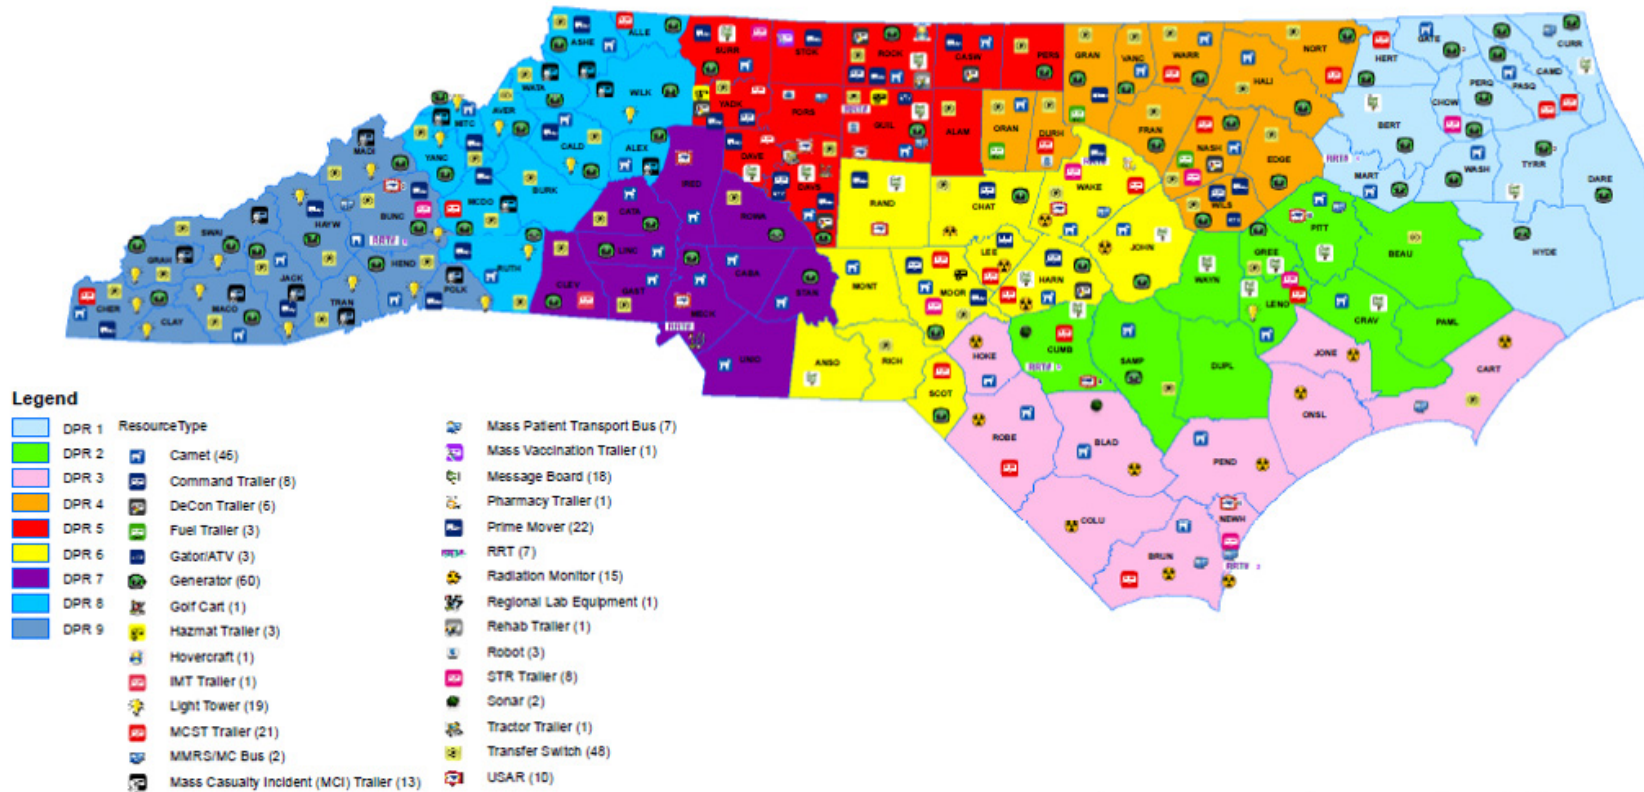 ASHE
ALLE
SURR
STOK
ROCK
CASW
PERS
GRAN
VANC
WARR
NORT
HERT
GATE
CURR
CAMD
PERQ
PASQ
CHOW
WATA
WILK
YADK
FORS
GUIL
ALAM
ORAN
DURH
FRAN
HALI
BERT
MITC
AVER
CALD
ALEX
DAVE
IRED
NASH
EDGE
MART
WASH
TYRR
DARE
MADI
YANC
BURK
MCDO
CATA
ROWA
DAVS
RAND
CHAT
WAKE
WILS
PITT
BEAU
HYDE
SWAI
HAYW
BUNC
RRT#
GRAH
JACK
HEND
RUTH
POLK
CLEV
LINC
GAST
CABA
STAN
MECK
RRT#
UNIO
MONT
MOOR
LEE
HARN
JOHN
WAYN
GREE
LENO
CRAV
PAML
CHER
CLAY
MACO
TRAN
ANSO
RICH
SCOT
HOKE
CUMB
RRT#
SAMP
DUPL
JONE
CART
ONSL
ROBE
BLAD
PEND
COLU
BRUN
NEWH
RRT#
Legend
DPR 1
DPR 2
DPR 3
DPR 4
DPR 5
DPR 6
DPR 7
DPR 8
DPR 9
ResourceType
Camet (46)
Command Trailer (8)
DeCon Trailer (6)
Fuel Trailer (3)
Gator/ATV (3)
Generator (60)
Golf Cart (1)
Hazmat Trailer (3)
Hovercraft (1)
IMT Trailer (1)
Light Tower (19)
MCST Trailer (21)
MMRS/MC Bus (2)
Mass Casualty Incident (MCI) Trailer (13)
Mass Patient Transport Bus (7)
Mass Vaccination Trailer (1)
Message Board (18)
Pharmacy Trailer (1)
Prime Mover (22)
RRT (7)
Radiation Monitor (15)
Regional Lab Equipment (1)
Rehab Trailer (1)
Robot (3)
STR Trailer (8)
Sonar (2)
Tractor Trailer (1)
Transfer Switch (48)
USAR (10)